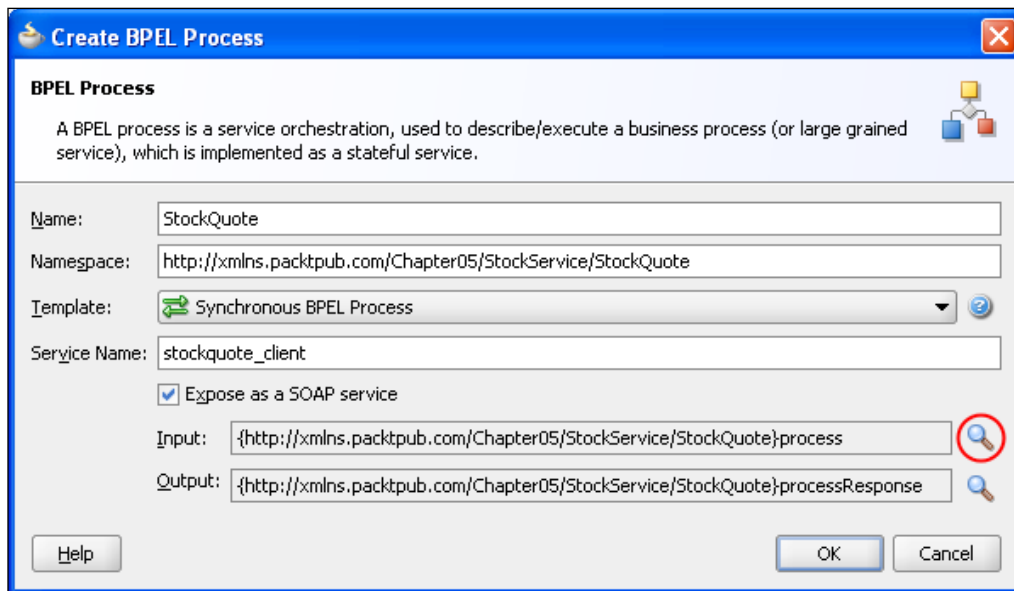 Create BPEL Process
BPEL Process
A BPEL process is a service orchestration, used to describe/execute a business process (or large grained
service), which is implemented as a stateful service.
Name: StockQuote
Namespace: http://xmlns.packtpub.com/Chapter05/StockService/StockQuote
Template: Synchronous BPEL Process
Service Name: stockquote_client
Expose as a SOAP service
Input: {http://xmlns.packtpub.com/Chapter05/StockService/StockQuote}process
Output: {http://xmlns.packtpub.com/Chapter05/StockService/StockQuote}processResponse
Help OK Cancel